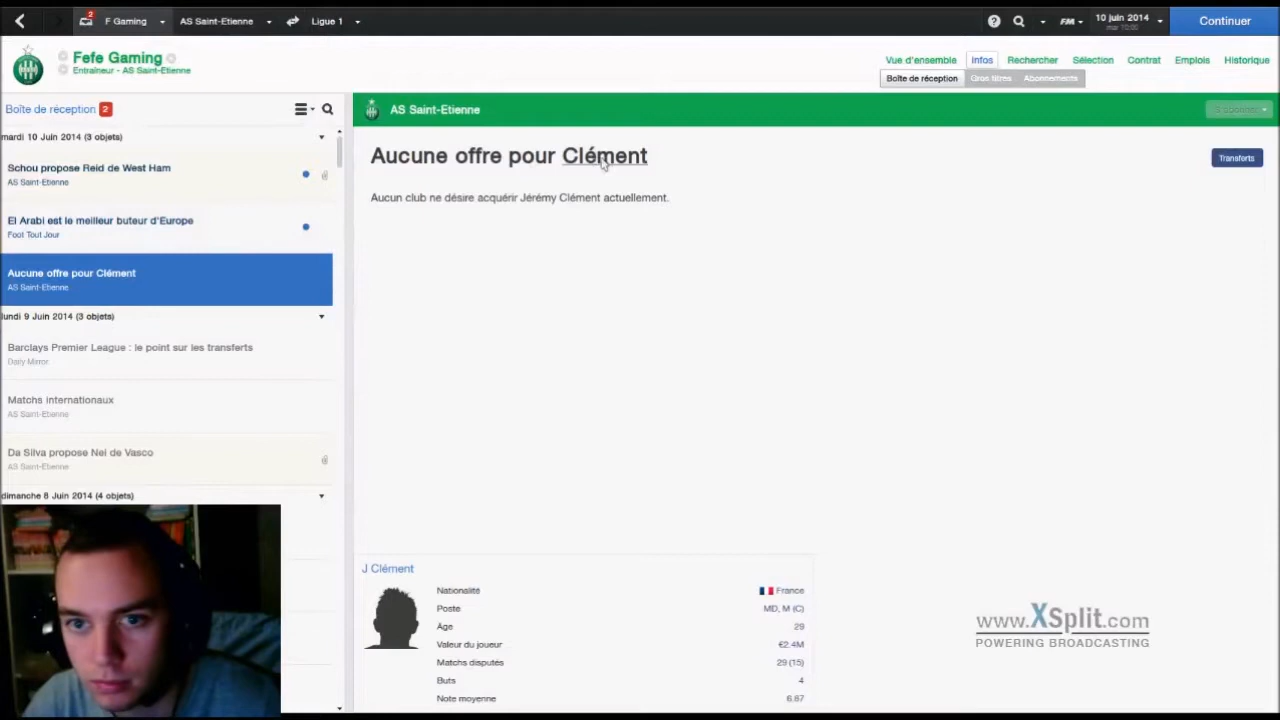 2
F Gaming
AS Saint-Etienne
Ligue 1
FM
10 juin 2014
Continuer
Fefe Gaming
Entraîneur - AS Saint-Etienne
Vue d'ensemble
Infos
Rechercher
Sélection
Contrat
Emplois
Historique
Boîte de réception
Gros titres
Abonnements
Boîte de réception 2
AS Saint-Etienne
S'abonner
mardi 10 Juin 2014 (3 objets)
Schou propose Reid de West Ham
AS Saint-Etienne
El Arabi est le meilleur buteur d'Europe
Foot Tout Jour
Aucune offre pour Clément
AS Saint-Etienne
lundi 9 Juin 2014 (3 objets)
Barclays Premier League : le point sur les transferts
Daily Mirror
Matchs internationaux
AS Saint-Etienne
Da Silva propose Nei de Vasco
AS Saint-Etienne
dimanche 8 Juin 2014 (4 objets)
Aucune offre pour Clément
Transferts
Aucun club ne désire acquérir Jérémy Clément actuellement.
J Clément
Nationalité France
Poste MD, M (C)
Âge 29
Valeur du joueur €2.4M
Matchs disputés 29 (15)
Buts 4
Note moyenne 6.87
www.XSplit.com
POWERING BROADCASTING